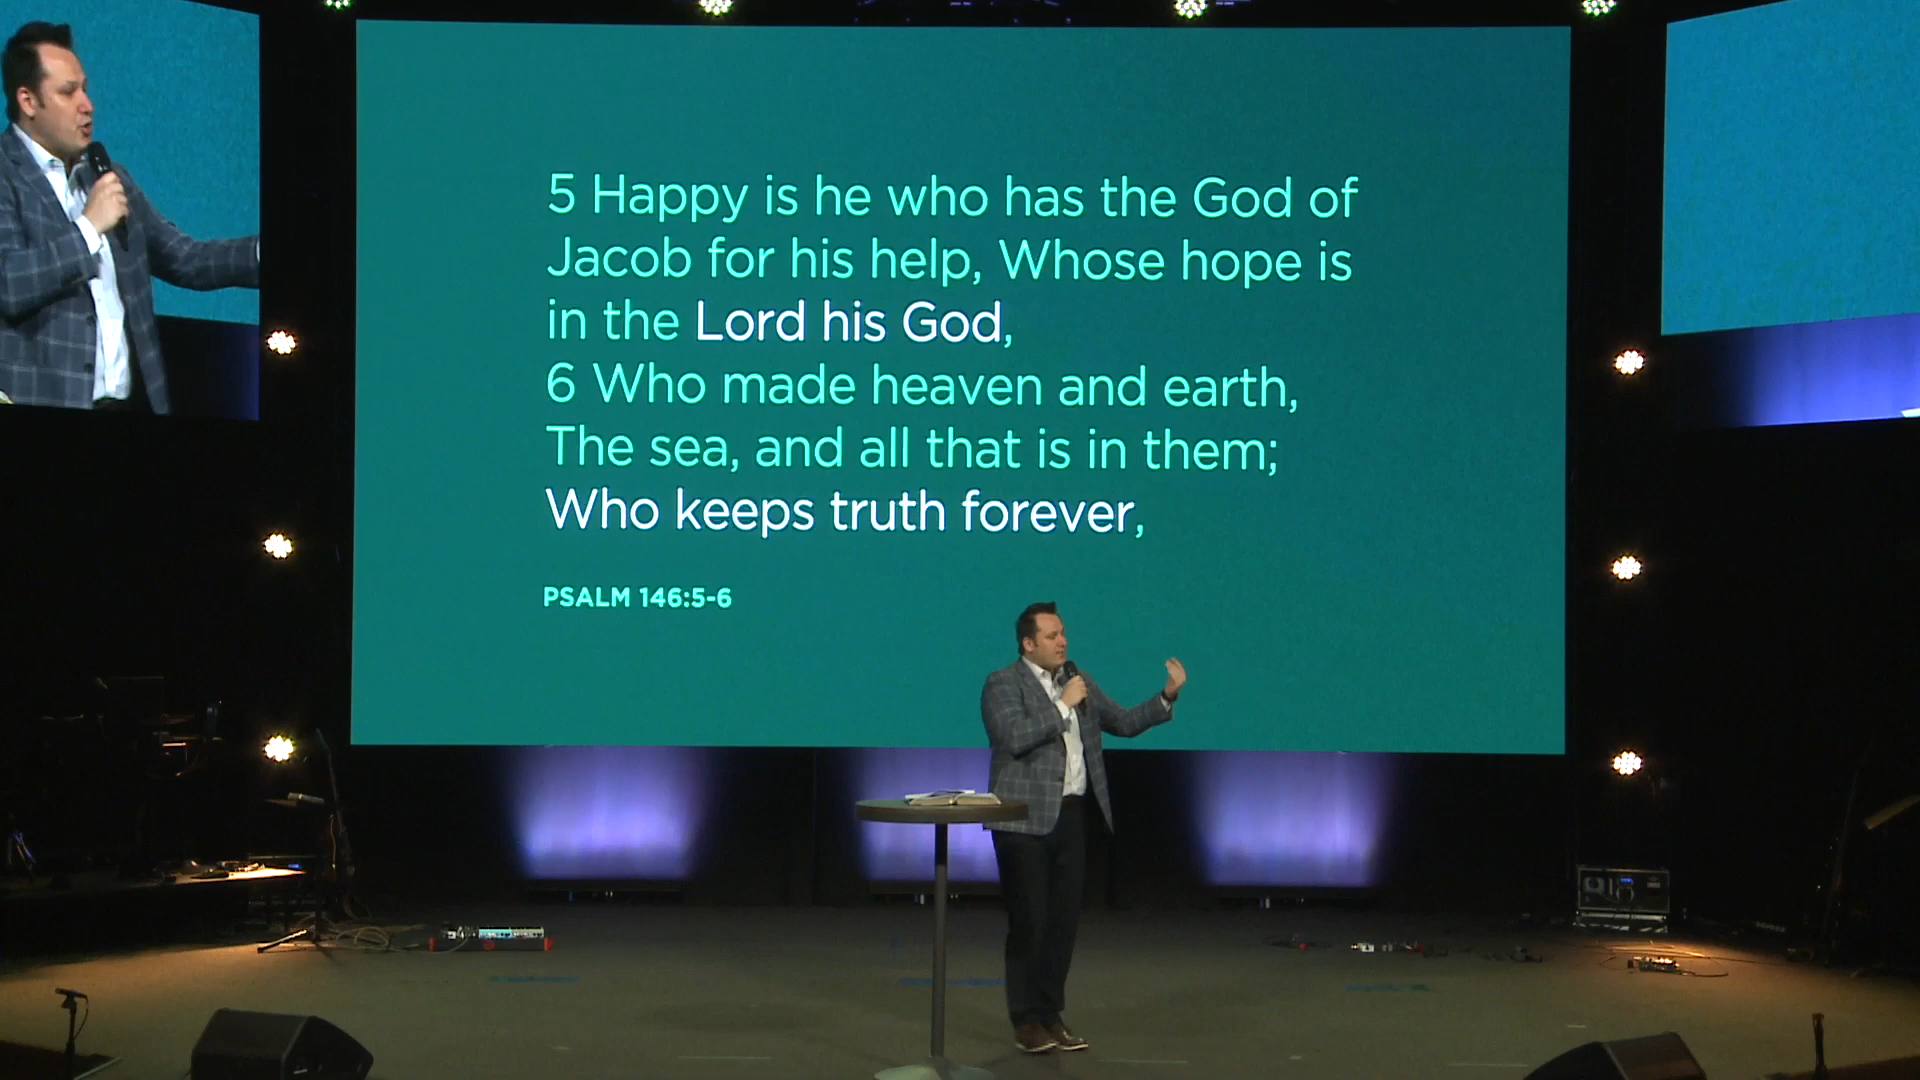 5 Happy is he who has the God of
Jacob for his help, Whose hope is
in the Lord his God,
6 Who made heaven and earth,
The sea, and all that is in them;
Who keeps truth forever,
PSALM 146:5-6